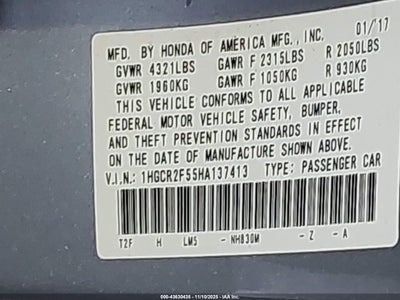 MFD. BY HONDA OF AMERICA MFG., INC. 01/17
GVWR 4321LBS GAWR F 2315LBS R 2050LBS
GVWR 1960KG GAWR F 1050KG R 930KG
THIS VEHICLE CONFORMS TO ALL APPLICABLE
FEDERAL MOTOR VEHICLE SAFETY, BUMPER,
AND THEFT PREVENTION STANDARDS IN EFFECT
ON THE DATE OF MANUFACTURE SHOWN ABOVE.
V.I.N.: 1HGCR2F55HA137413 TYPE: PASSENGER CAR
T2F H LM5 - NH830M - Z - A
000-43630435 - 11/10/2025 - IAA Inc.